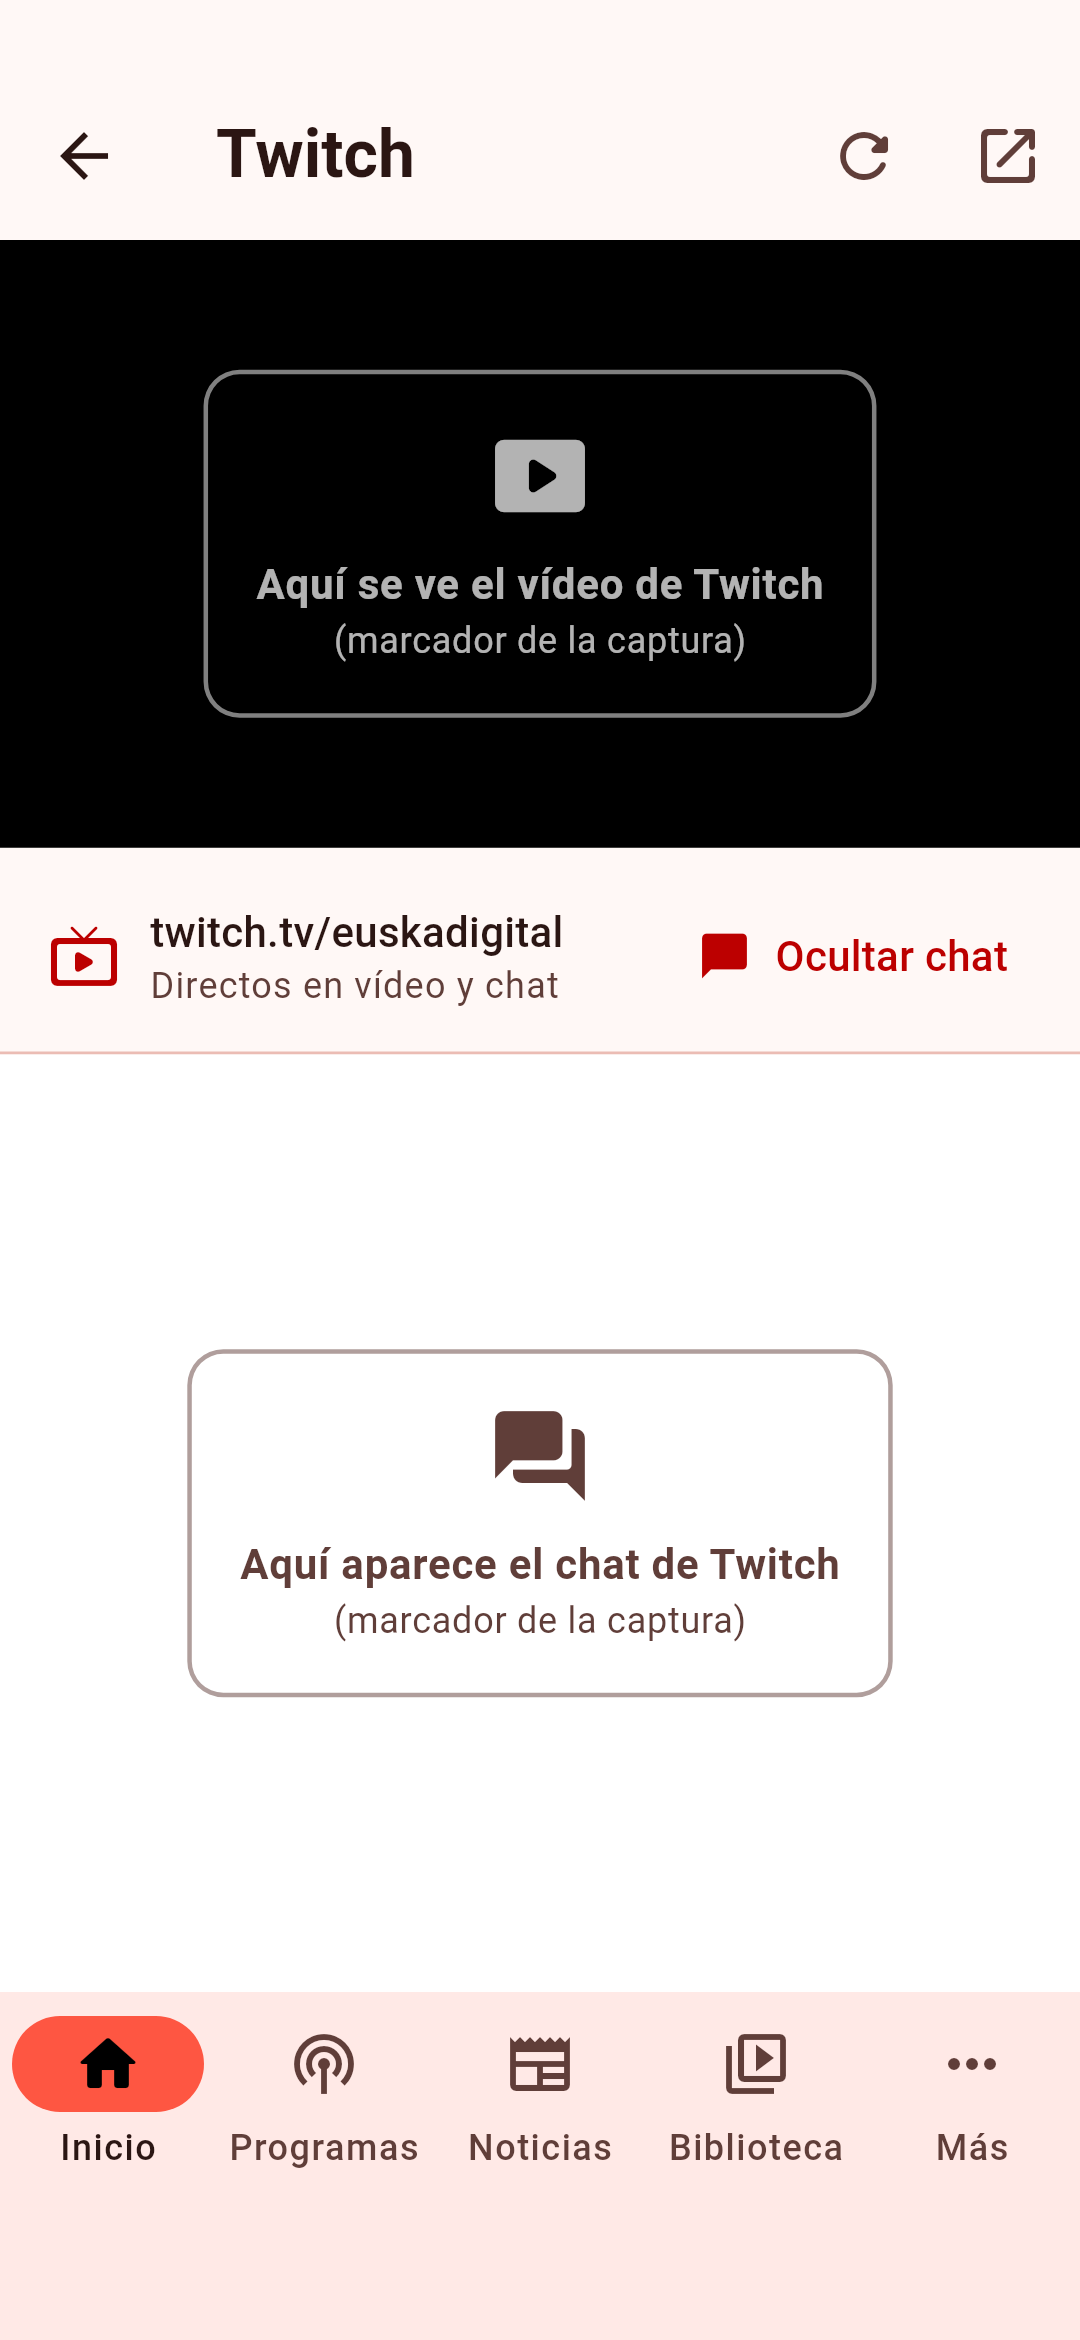 Twitch
Aquí se ve el vídeo de Twitch
(marcador de la captura)
twitch.tv/euskadigital
Directos en vídeo y chat
Ocultar chat
Aquí aparece el chat de Twitch
(marcador de la captura)
Inicio
Programas
Noticias
Biblioteca
Más